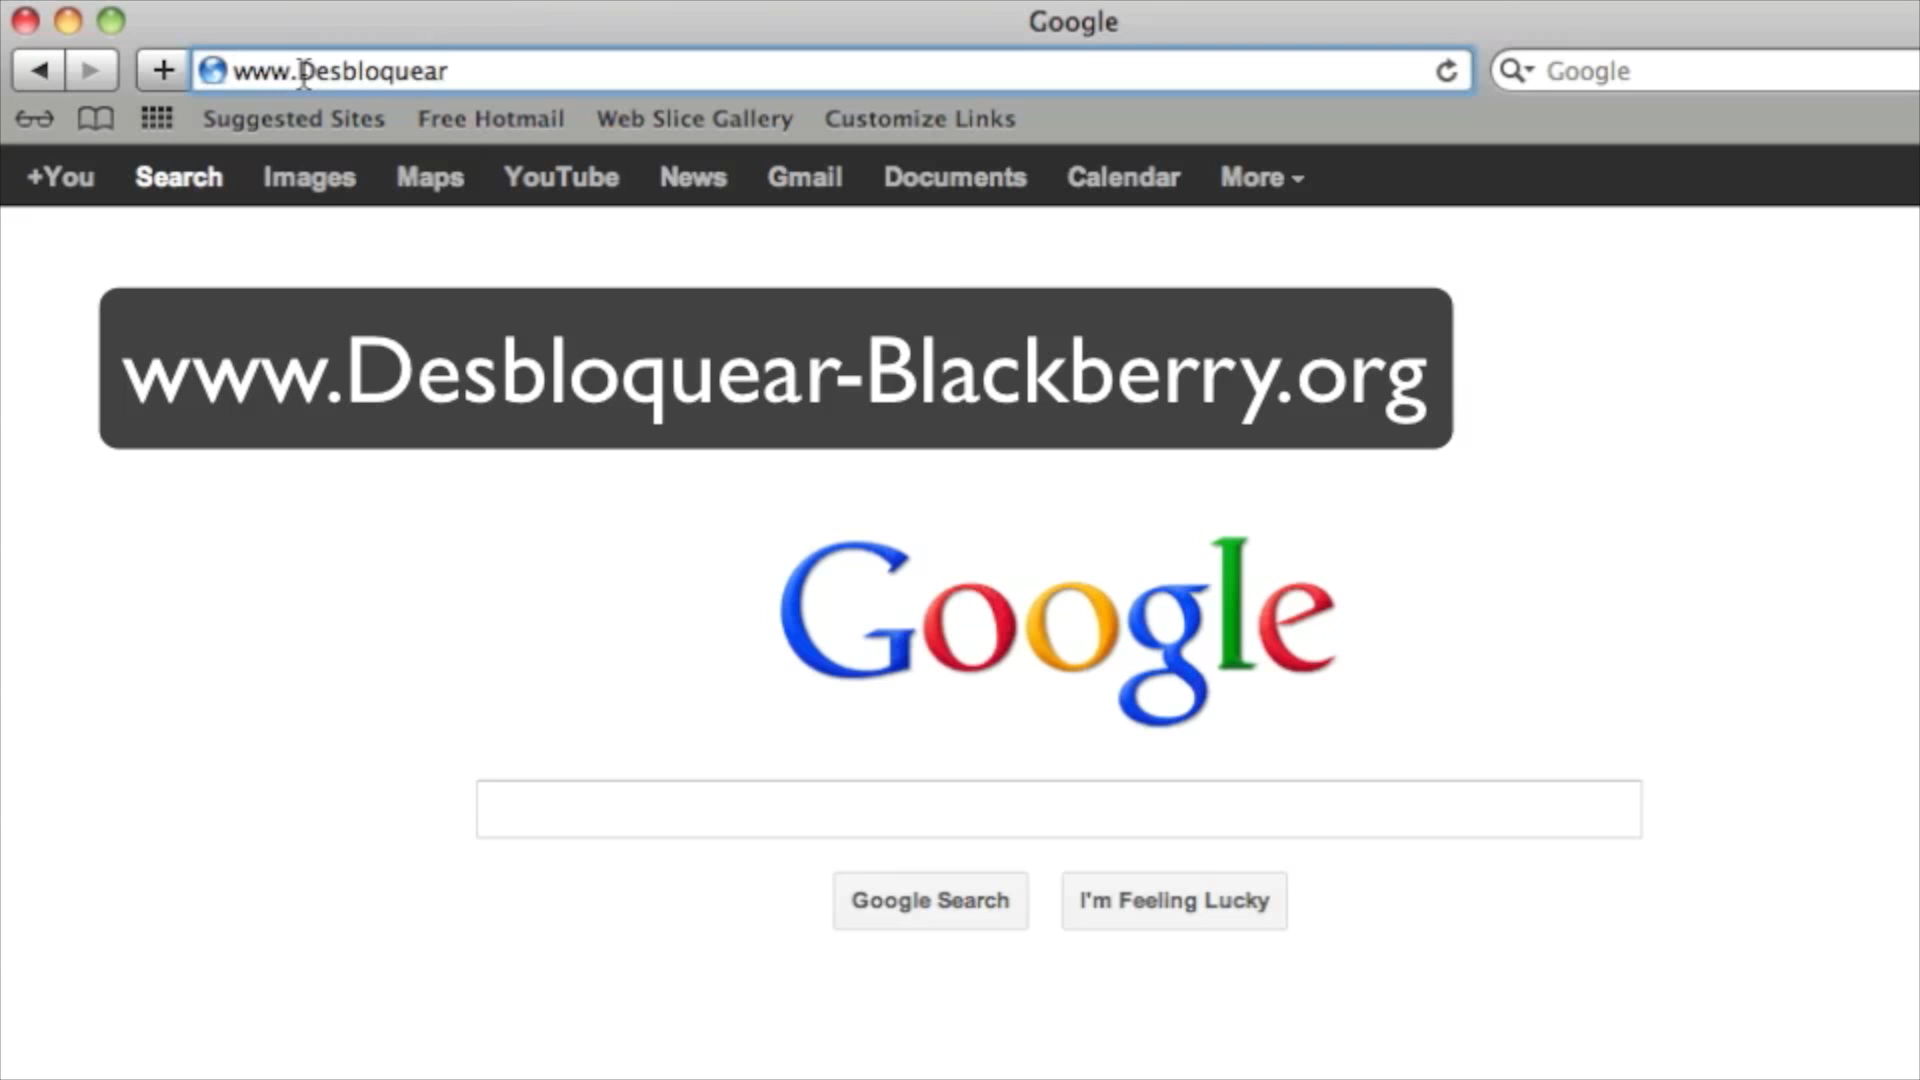 Google
www.Desbloquear
Google
Suggested Sites Free Hotmail Web Slice Gallery Customize Links
+You Search Images Maps YouTube News Gmail Documents Calendar More
www.Desbloquear-Blackberry.org
Google
Google Search I'm Feeling Lucky